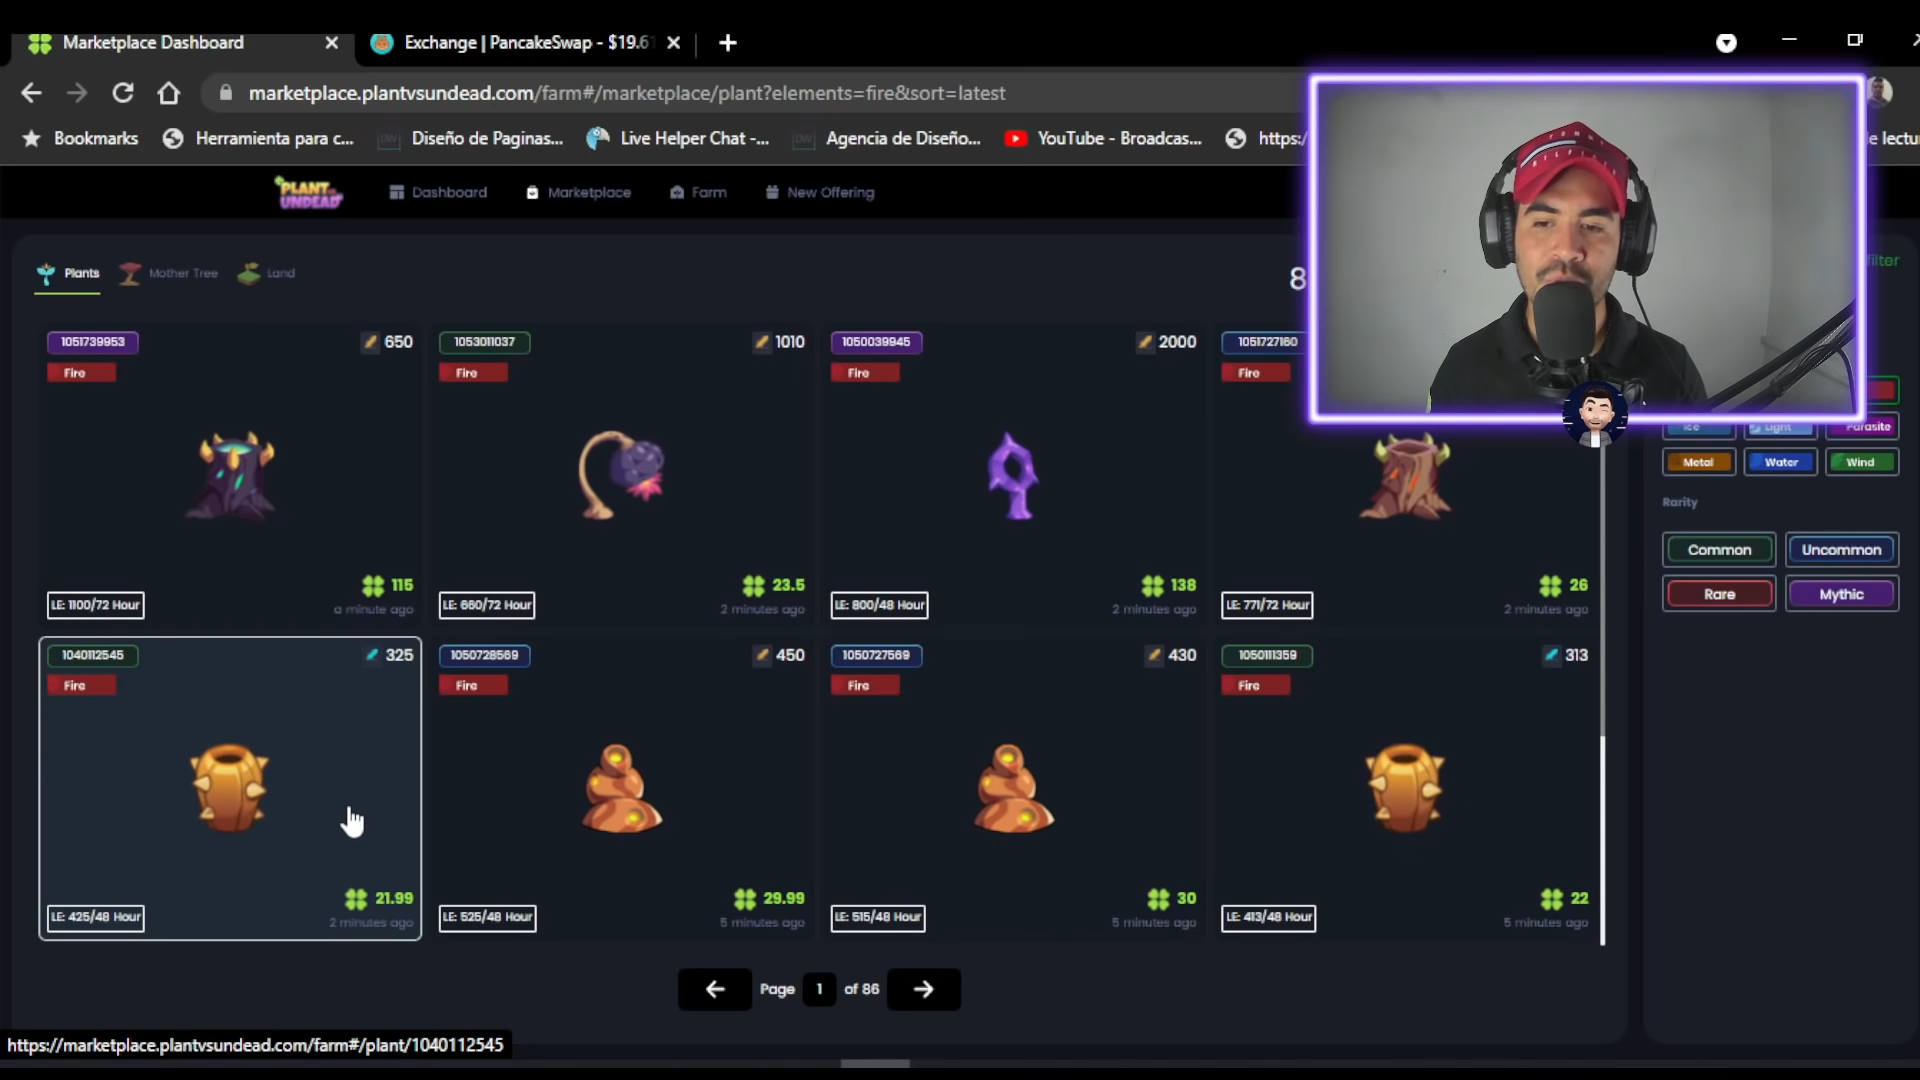 Marketplace Dashboard
Exchange | PancakeSwap - $19.6
marketplace.plantvsundead.com/farm#/marketplace/plant?elements=fire&sort=latest
Bookmarks
Herramienta para c...
Diseño de Paginas...
Live Helper Chat -...
Agencia de Diseño...
YouTube - Broadcas...
https:/
e lectu
PLANT
UNDEAD
Dashboard
Marketplace
Farm
New Offering
Plants
Mother Tree
Land
8
filter
1051739953
650
Fire
LE: 1100/72 Hour
115
a minute ago
1053011037
1010
Fire
LE: 660/72 Hour
23.5
2 minutes ago
1050039945
2000
Fire
LE: 800/48 Hour
138
2 minutes ago
1051727160
Fire
LE: 771/72 Hour
26
2 minutes ago
1040112545
325
Fire
LE: 425/48 Hour
21.99
2 minutes ago
1050728569
450
Fire
LE: 525/48 Hour
29.99
5 minutes ago
1050727569
430
Fire
LE: 515/48 Hour
30
5 minutes ago
1050111359
313
Fire
LE: 413/48 Hour
22
5 minutes ago
Ice
Light
Parasite
Metal
Water
Wind
Rarity
Common
Uncommon
Rare
Mythic
Page 1 of 86
https://marketplace.plantvsundead.com/farm#/plant/1040112545